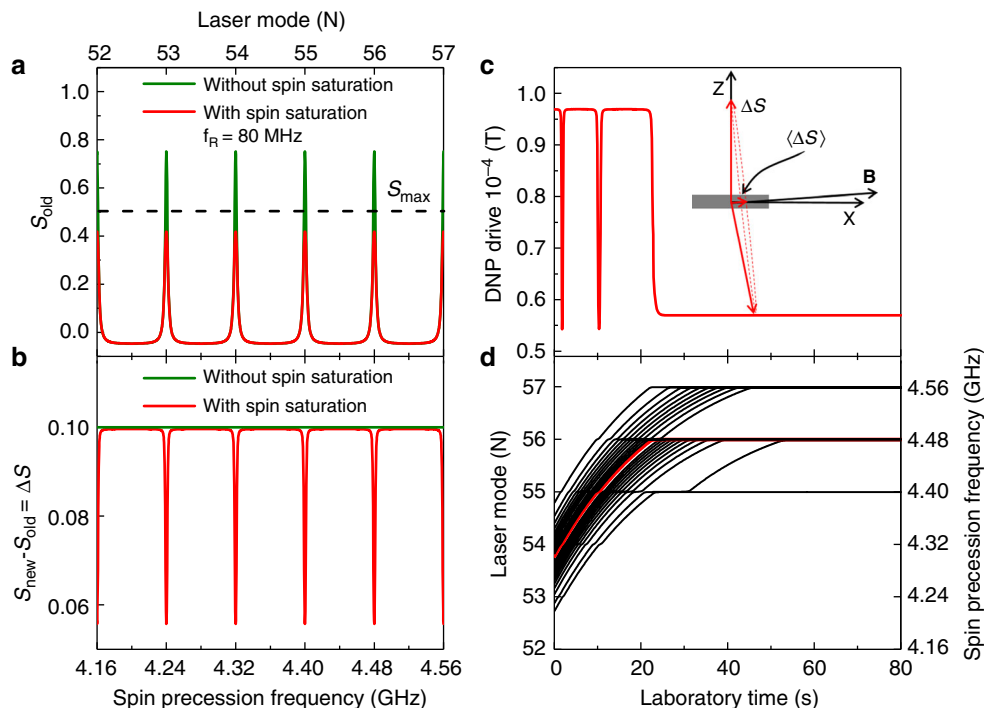 Laser mode (N)
52 53 54 55 56 57
a
Without spin saturation
With spin saturation
f_R = 80 MHz
S_max
S_old
1.0
0.8
0.6
0.4
0.2
0.0
b
Without spin saturation
With spin saturation
S_new-S_old = ΔS
0.10
0.08
0.06
4.16 4.24 4.32 4.40 4.48 4.56
Spin precession frequency (GHz)
c
DNP drive 10⁻⁴ (T)
1.0
0.9
0.8
0.7
0.6
0.5
Z
ΔS
⟨ΔS⟩
B
X
d
Laser mode (N)
57
56
55
54
53
52
4.56
4.48
4.40
4.32
4.24
4.16
Spin precession frequency (GHz)
0 20 40 60 80
Laboratory time (s)